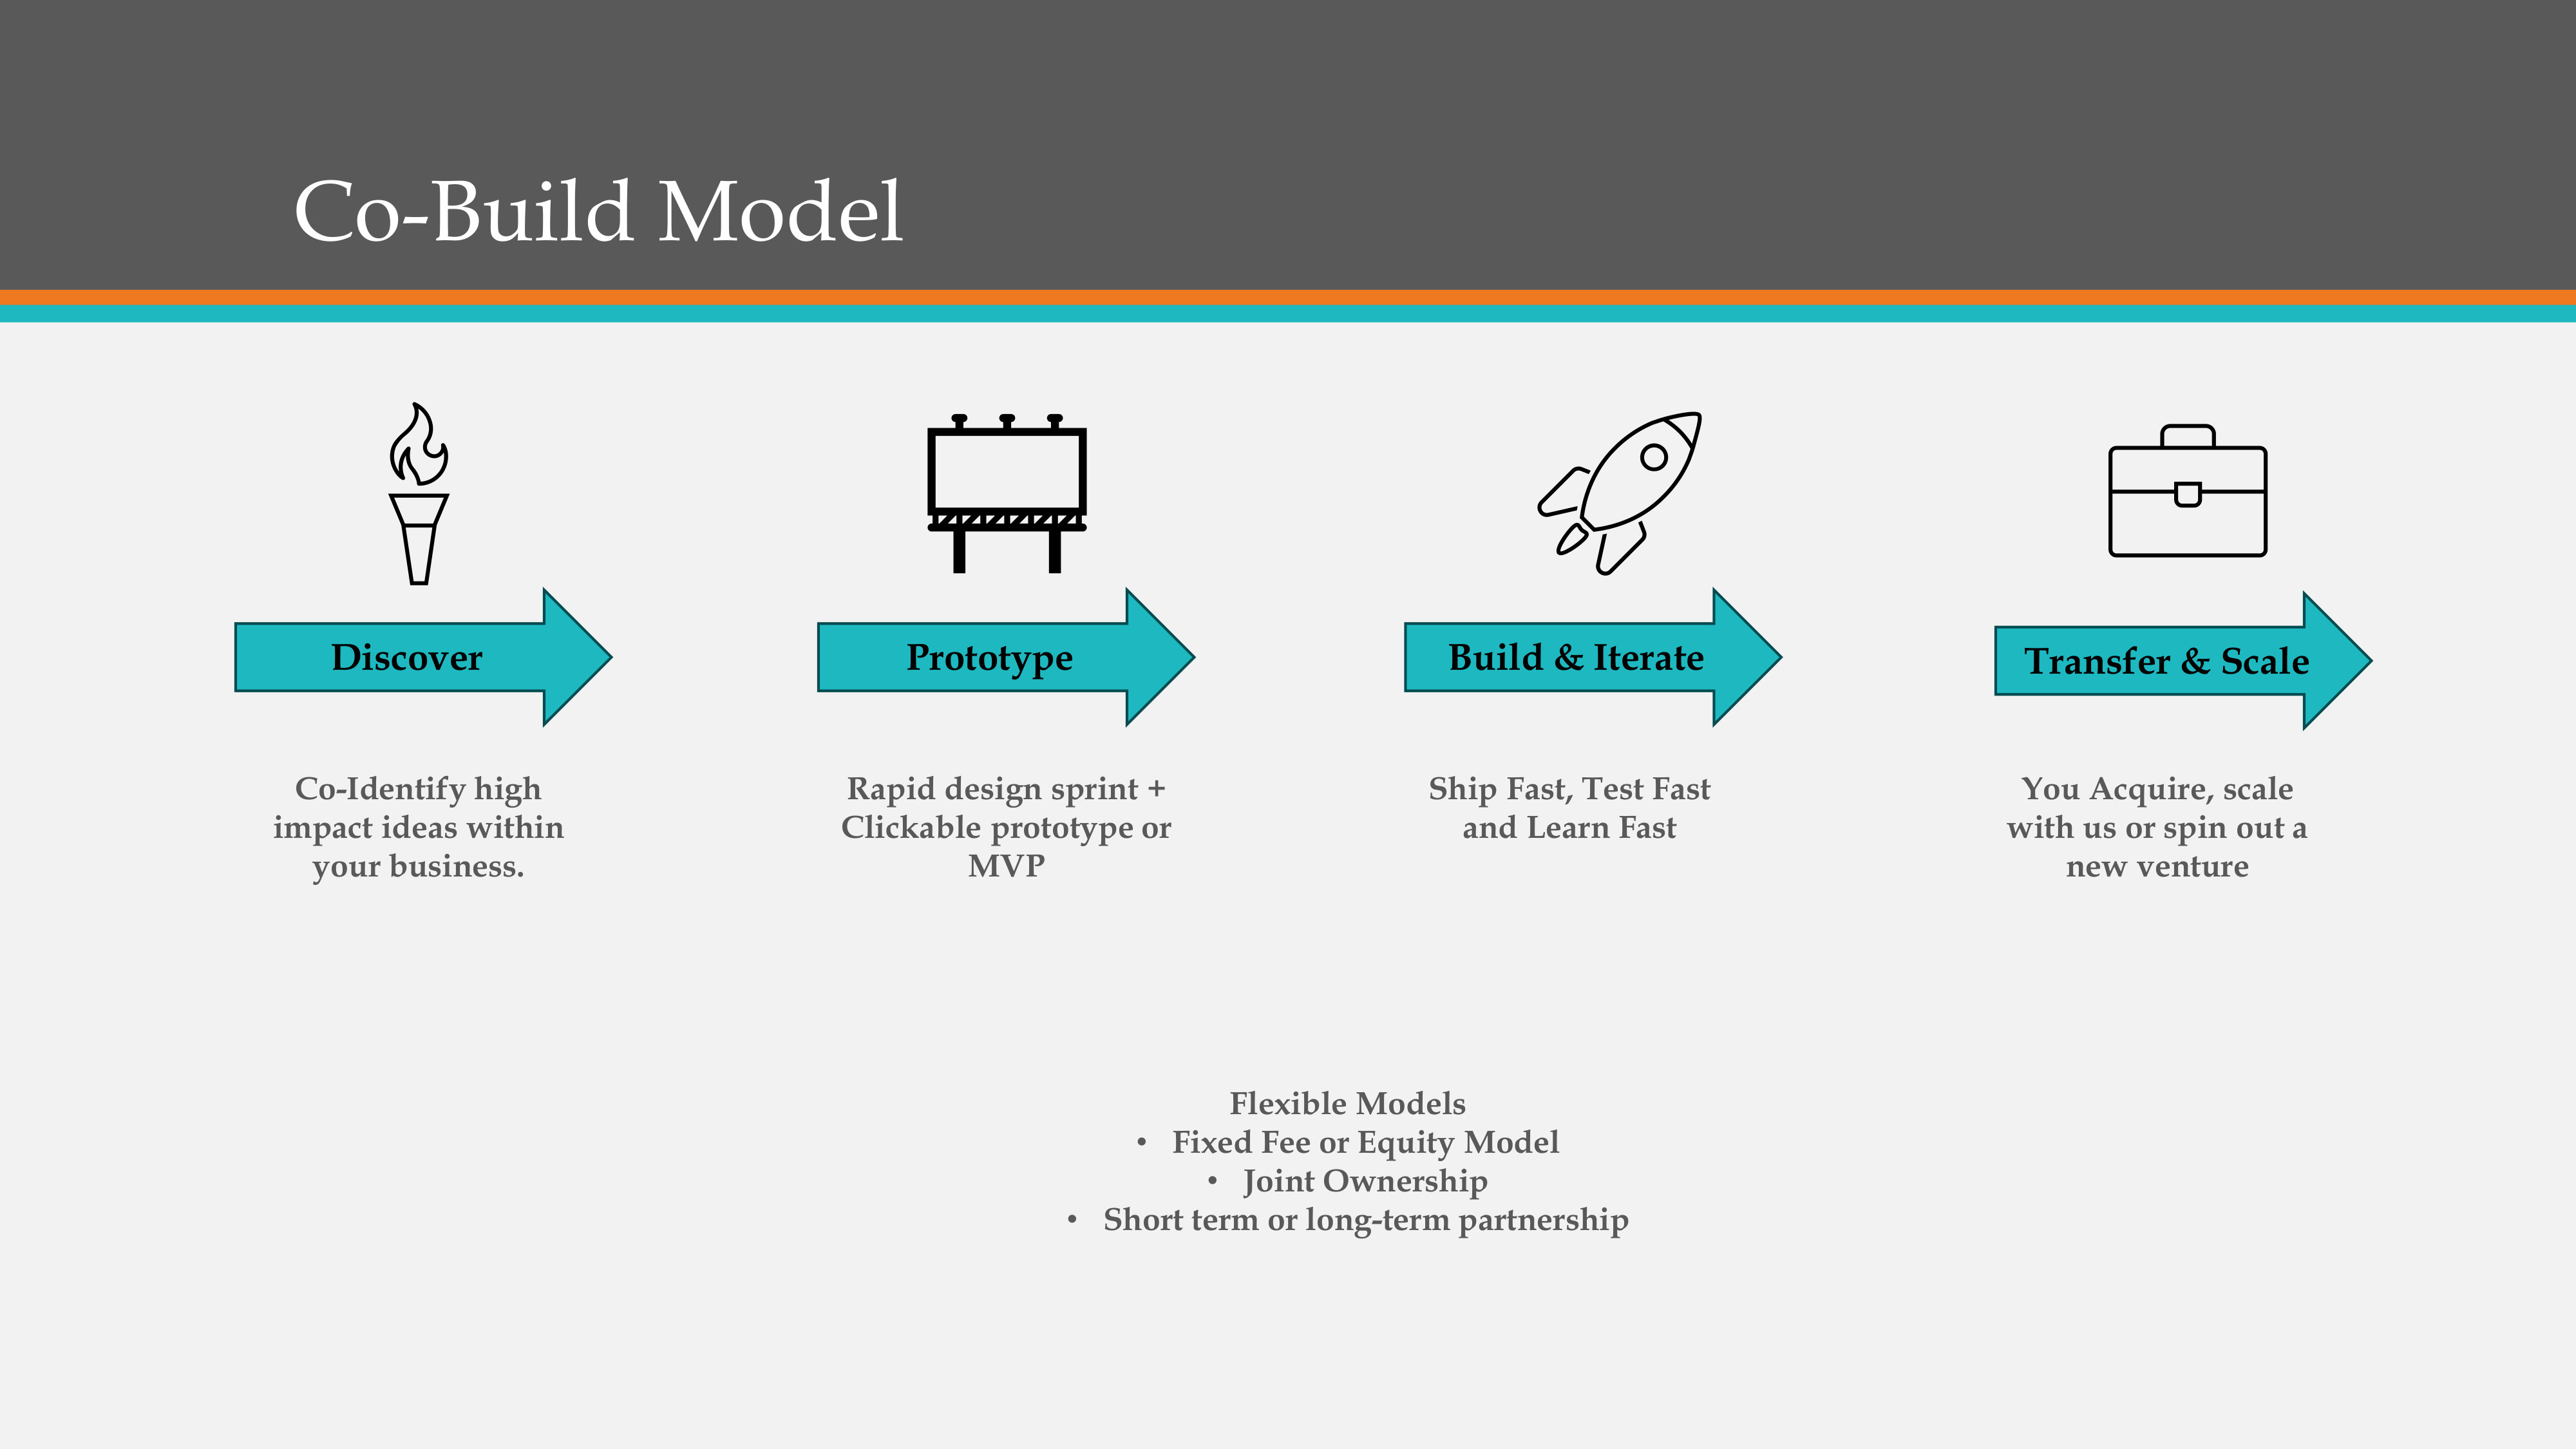 Co-Build Model
Discover
Prototype
Build & Iterate
Transfer & Scale
Co-Identify high
impact ideas within
your business.
Rapid design sprint +
Clickable prototype or
MVP
Ship Fast, Test Fast
and Learn Fast
You Acquire, scale
with us or spin out a
new venture
Flexible Models
• Fixed Fee or Equity Model
• Joint Ownership
• Short term or long-term partnership